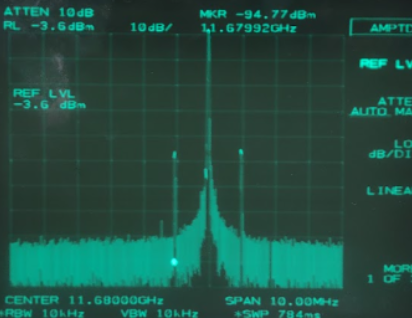 ATTEN 10dB
RL -3.6dBm
10dB/
MKR -94.77dBm
11.67992GHz
REF LVL
-3.6 dBm
AMPTD
REF LV
ATTE
AUTO MA
LO
dB/DI
LINEA
MOR
1 OF
CENTER 11.68000GHz
SPAN 10.00MHz
*RBW 10kHz
VBW 10kHz
*SWP 784ms